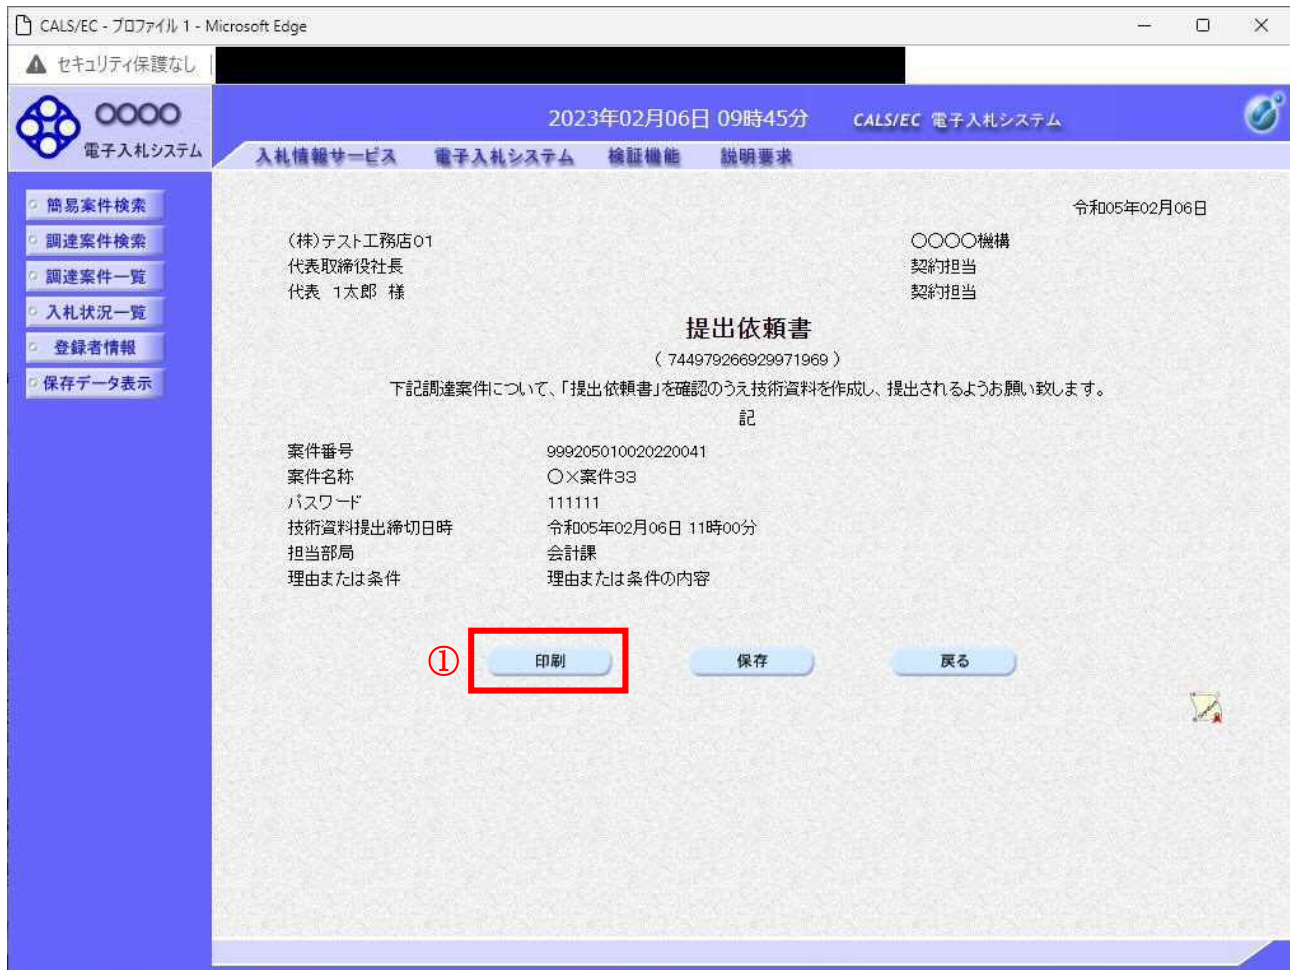 CALS/EC - プロファイル 1 - Microsoft Edge
セキュリティ保護なし
○○○○
電子入札システム
2023年02月06日 09時45分 CALS/EC 電子入札システム
入札情報サービス 電子入札システム 検証機能 説明要求
簡易案件検索
調達案件検索
調達案件一覧
入札状況一覧
登録者情報
保存データ表示
令和05年02月06日
(株)テスト工務店01 ○○○○機構
代表取締役社長 契約担当
代表 1太郎 様 契約担当
提出依頼書
( 744979266929971969 )
下記調達案件について、「提出依頼書」を確認のうえ技術資料を作成し、提出されるようお願い致します。
記
案件番号 999205010020220041
案件名称 ○×案件33
パスワード 111111
技術資料提出締切日時 令和05年02月06日 11時00分
担当部局 会計課
理由または条件 理由または条件の内容
① 印刷 保存 戻る